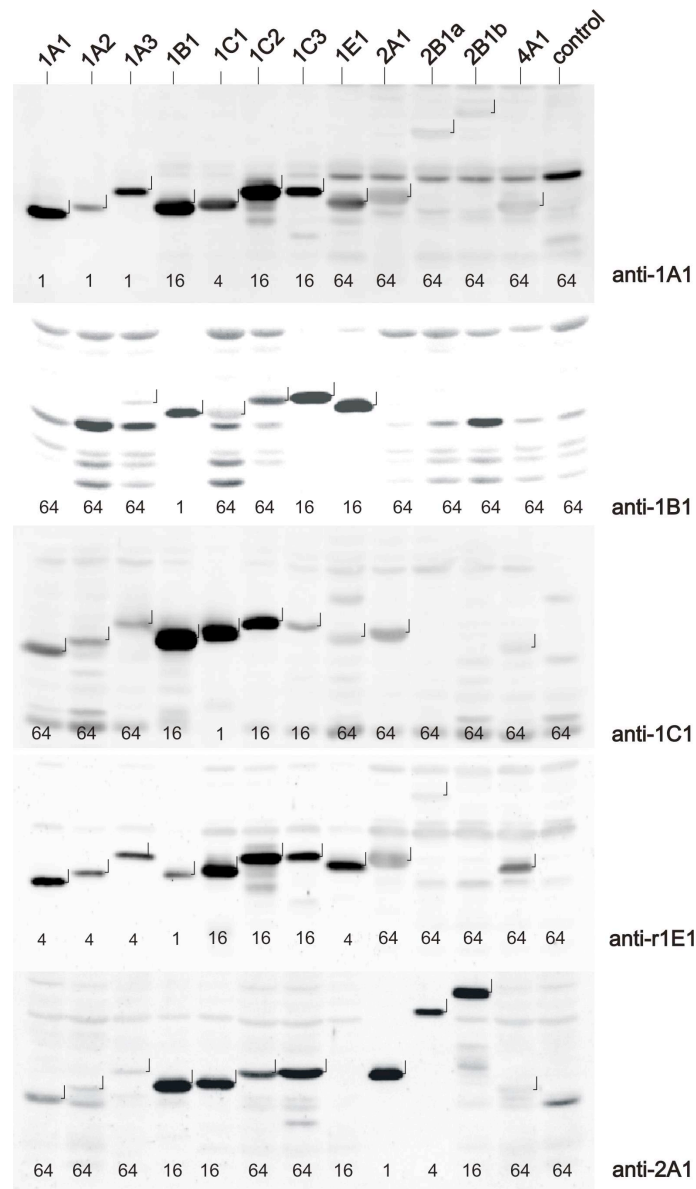 1A1 1A2 1A3 1B1 1C1 1C2 1C3 1E1 2A1 2B1a 2B1b 4A1 control
1 1 1 16 4 16 16 64 64 64 64 64 64 anti-1A1
64 64 64 1 64 64 16 16 64 64 64 64 64 anti-1B1
64 64 64 16 1 16 16 64 64 64 64 64 64 anti-1C1
4 4 4 1 16 16 16 4 64 64 64 64 64 anti-r1E1
64 64 64 16 16 64 64 16 1 4 16 64 64 anti-2A1